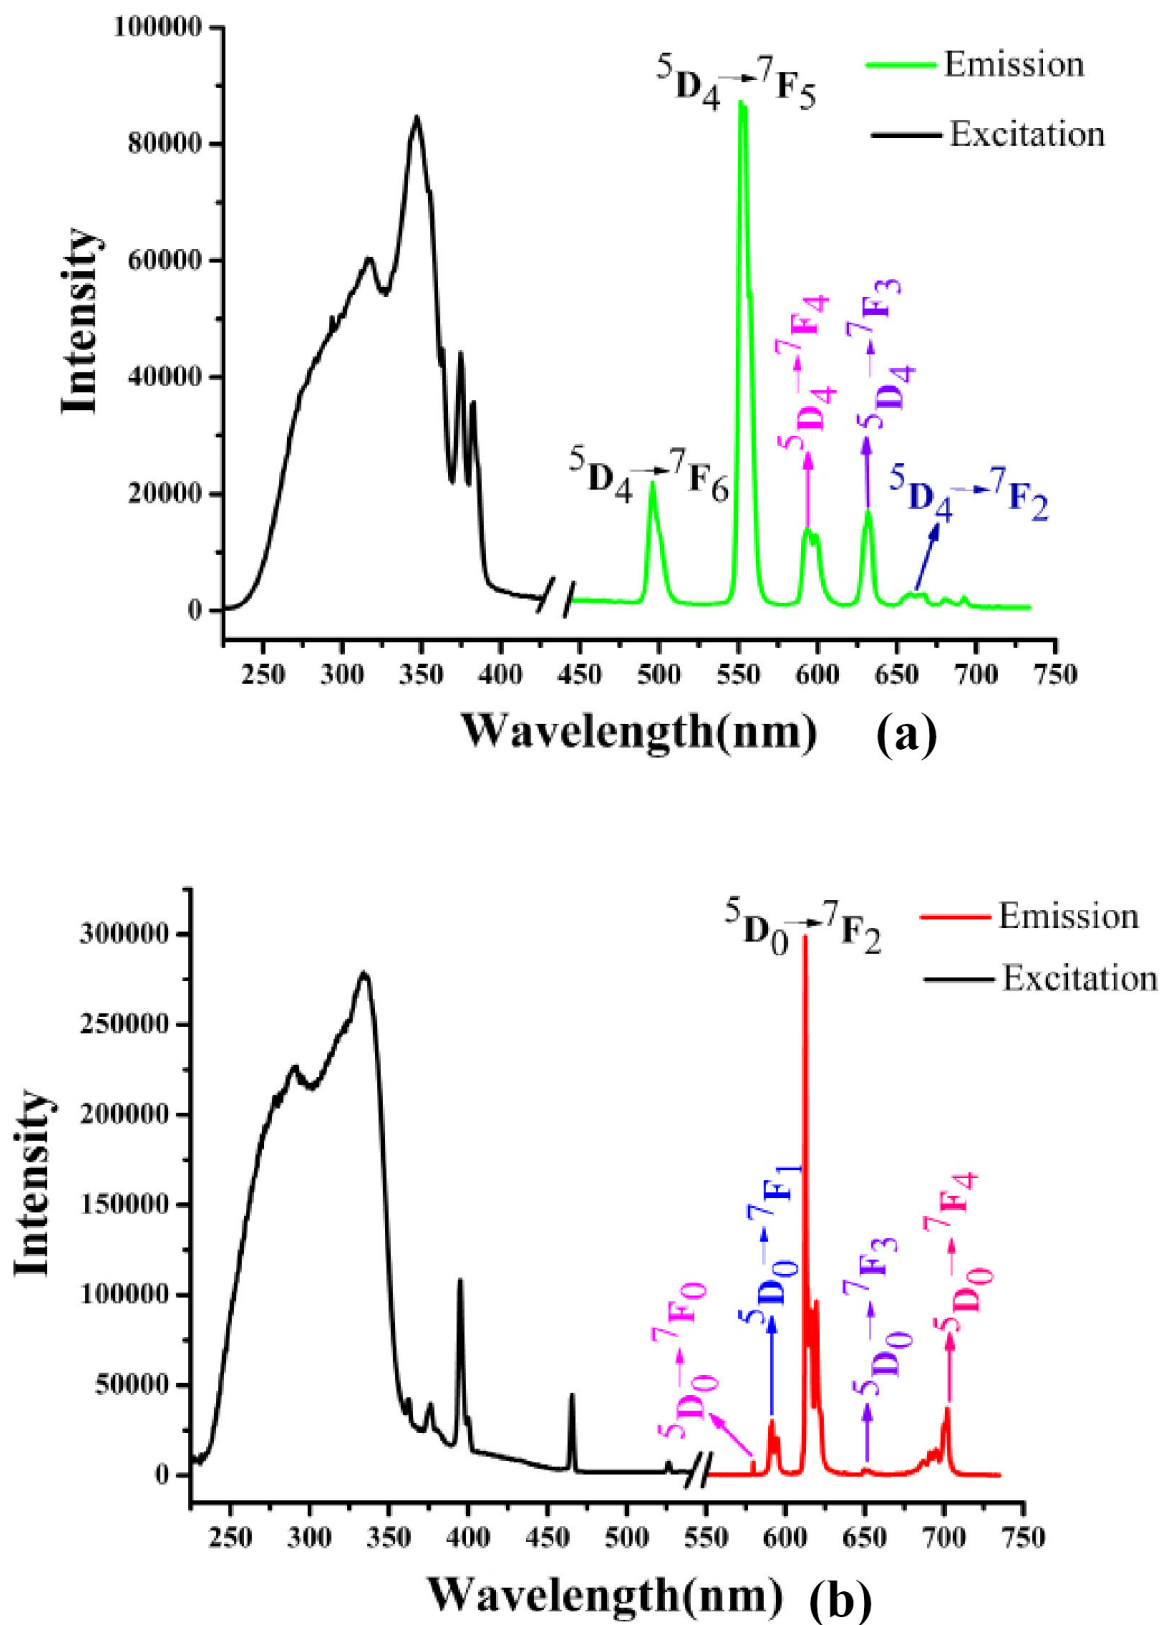 100000
80000
60000
40000
20000
0
Intensity
⁵D₄→⁷F₅
Emission
Excitation
⁵D₄→⁷F₆
⁵D₄→⁷F₄
⁵D₄→⁷F₃
⁵D₄→⁷F₂
250 300 350 400 450 500 550 600 650 700 750
Wavelength(nm) (a)
300000
250000
200000
150000
100000
50000
0
Intensity
⁵D₀→⁷F₂
Emission
Excitation
⁵D₀→⁷F₀
⁵D₀→⁷F₁
⁵D₀→⁷F₃
⁵D₀→⁷F₄
250 300 350 400 450 500 550 600 650 700 750
Wavelength(nm) (b)